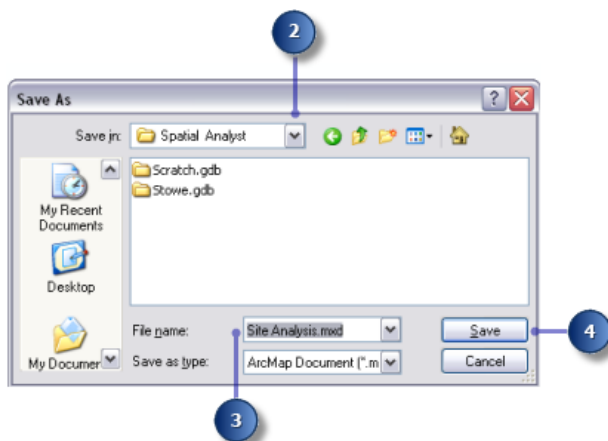 2
Save As
Save in:
Spatial Analyst
Scratch.gdb
Stowe.gdb
My Recent
Documents
Desktop
My Documer
File name:
Site Analysis.mxd
Save
4
Save as type:
ArcMap Document (*.m
Cancel
3